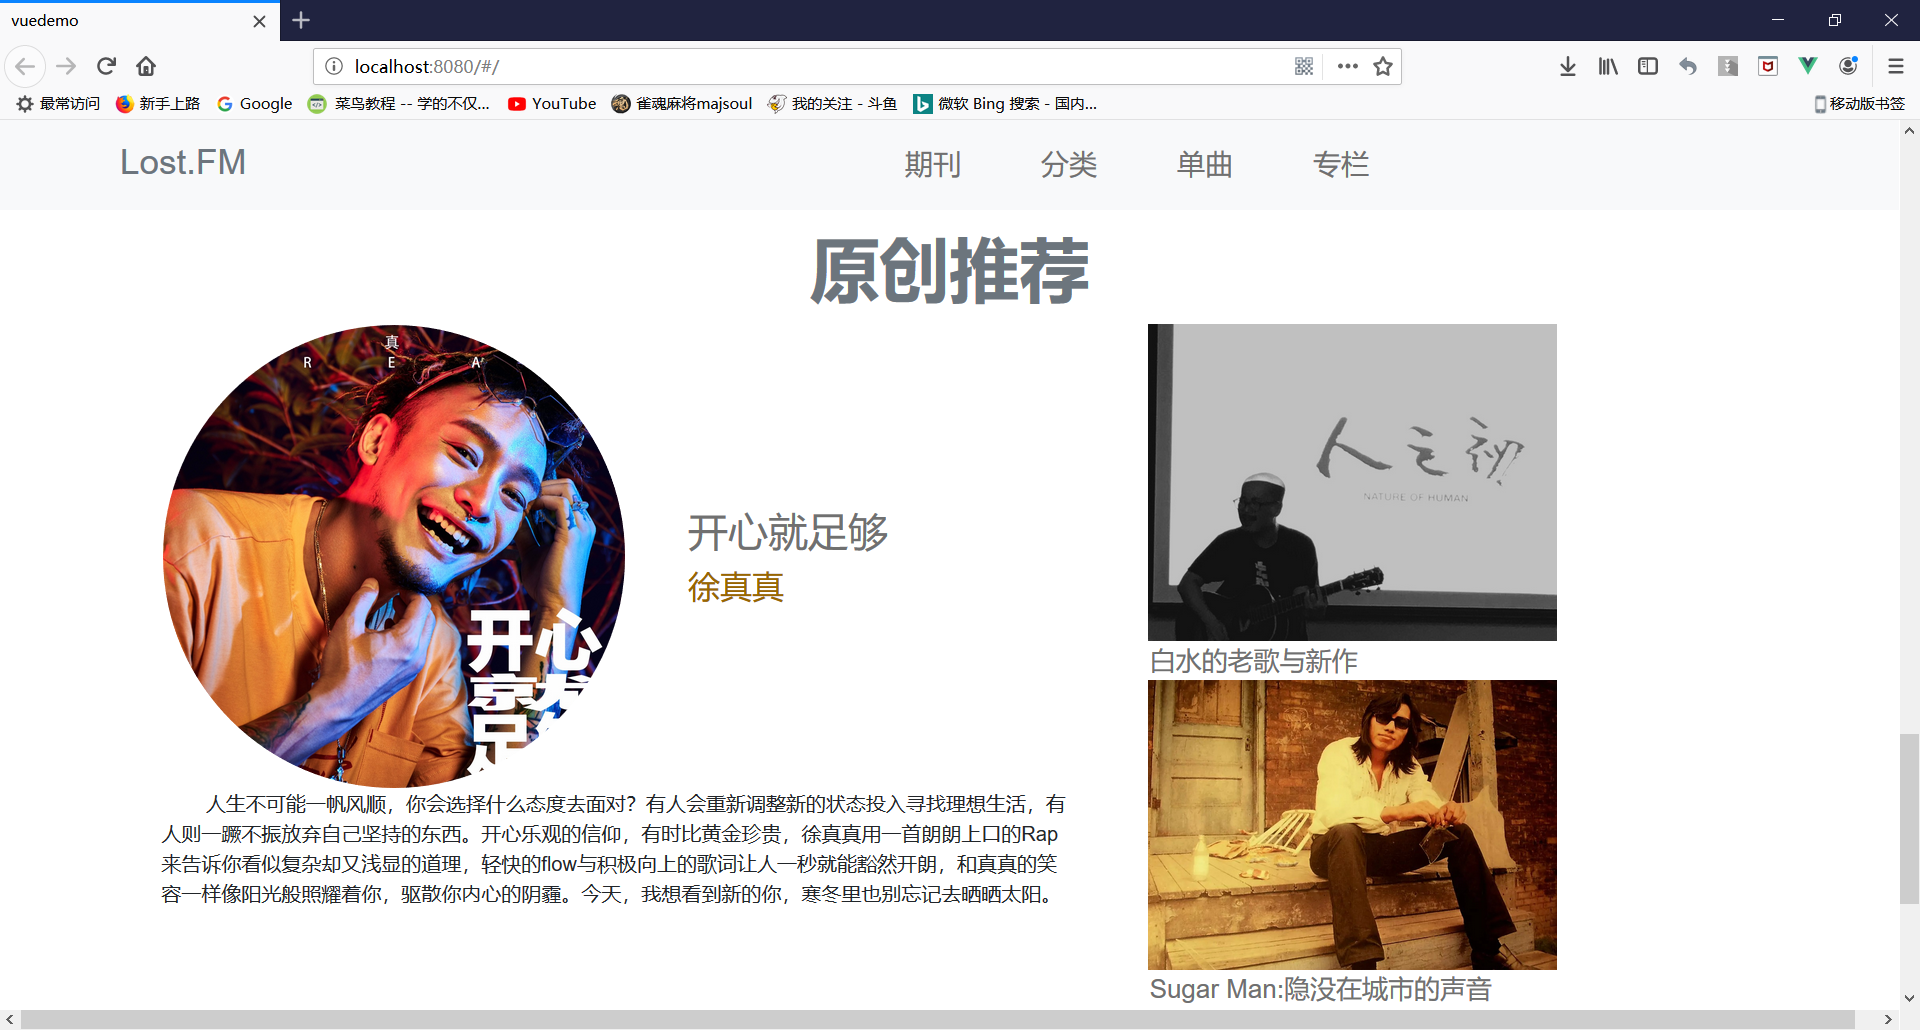 vuedemo
localhost:8080/#/
最常访问
新手上路
Google
菜鸟教程 -- 学的不仅...
YouTube
雀魂麻将majsoul
我的关注 - 斗鱼
微软 Bing 搜索 - 国内...
移动版书签
Lost.FM
期刊
分类
单曲
专栏
原创推荐
真
R E A
开心
足
开心就足够
徐真真
人生不可能一帆风顺，你会选择什么态度去面对？有人会重新调整新的状态投入寻找理想生活，有
人则一蹶不振放弃自己坚持的东西。开心乐观的信仰，有时比黄金珍贵，徐真真用一首朗朗上口的Rap
来告诉你看似复杂却又浅显的道理，轻快的flow与积极向上的歌词让人一秒就能豁然开朗，和真真的笑
容一样像阳光般照耀着你，驱散你内心的阴霾。今天，我想看到新的你，寒冬里也别忘记去晒晒太阳。
人之初
NATURE OF HUMAN
白水的老歌与新作
Sugar Man:隐没在城市的声音